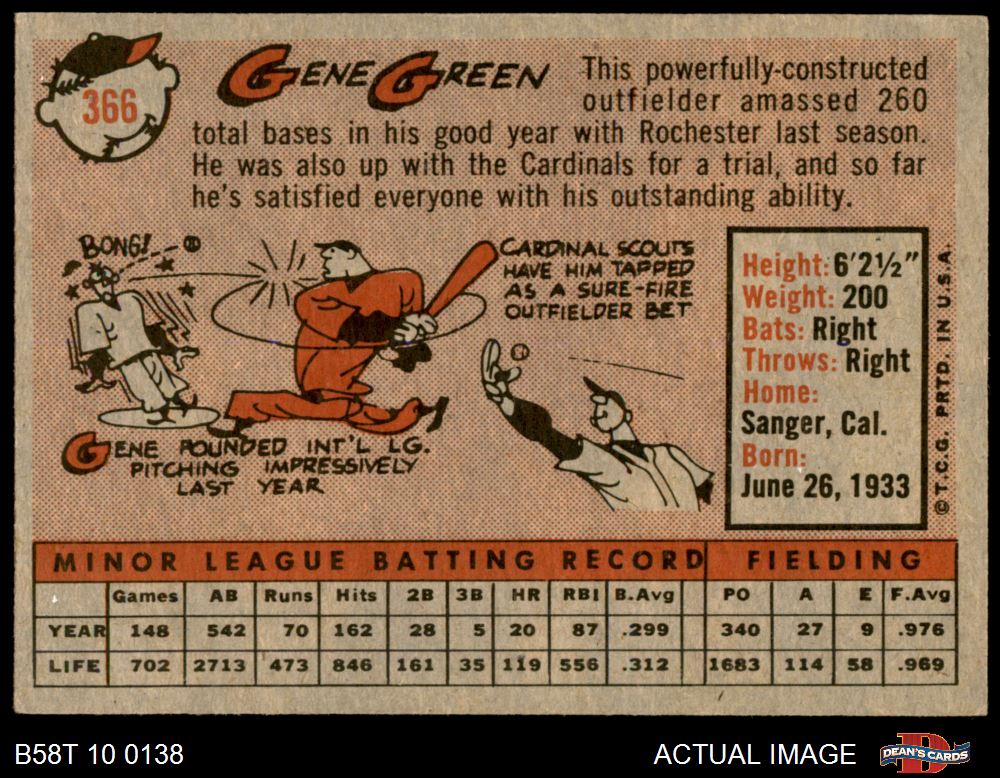 366
GENE GREEN
This powerfully-constructed
outfielder amassed 260
total bases in his good year with Rochester last season.
He was also up with the Cardinals for a trial, and so far
he's satisfied everyone with his outstanding ability.
BONG!
CARDINAL SCOUTS
HAVE HIM TAPPED
AS A SURE-FIRE
OUTFIELDER BET
GENE POUNDED INT'L LG.
PITCHING IMPRESSIVELY
LAST YEAR
Height: 6'2½"
Weight: 200
Bats: Right
Throws: Right
Home:
Sanger, Cal.
Born:
June 26, 1933
© T.C.G. PRTD. IN U.S.A.
MINOR LEAGUE BATTING RECORD FIELDING
Games AB Runs Hits 2B 3B HR RBI B.Avg PO A E F.Avg
YEAR 148 542 70 162 28 5 20 87 .299 340 27 9 .976
LIFE 702 2713 473 846 161 35 119 556 .312 1683 114 58 .969
B58T 10 0138
ACTUAL IMAGE
DEAN'S CARDS